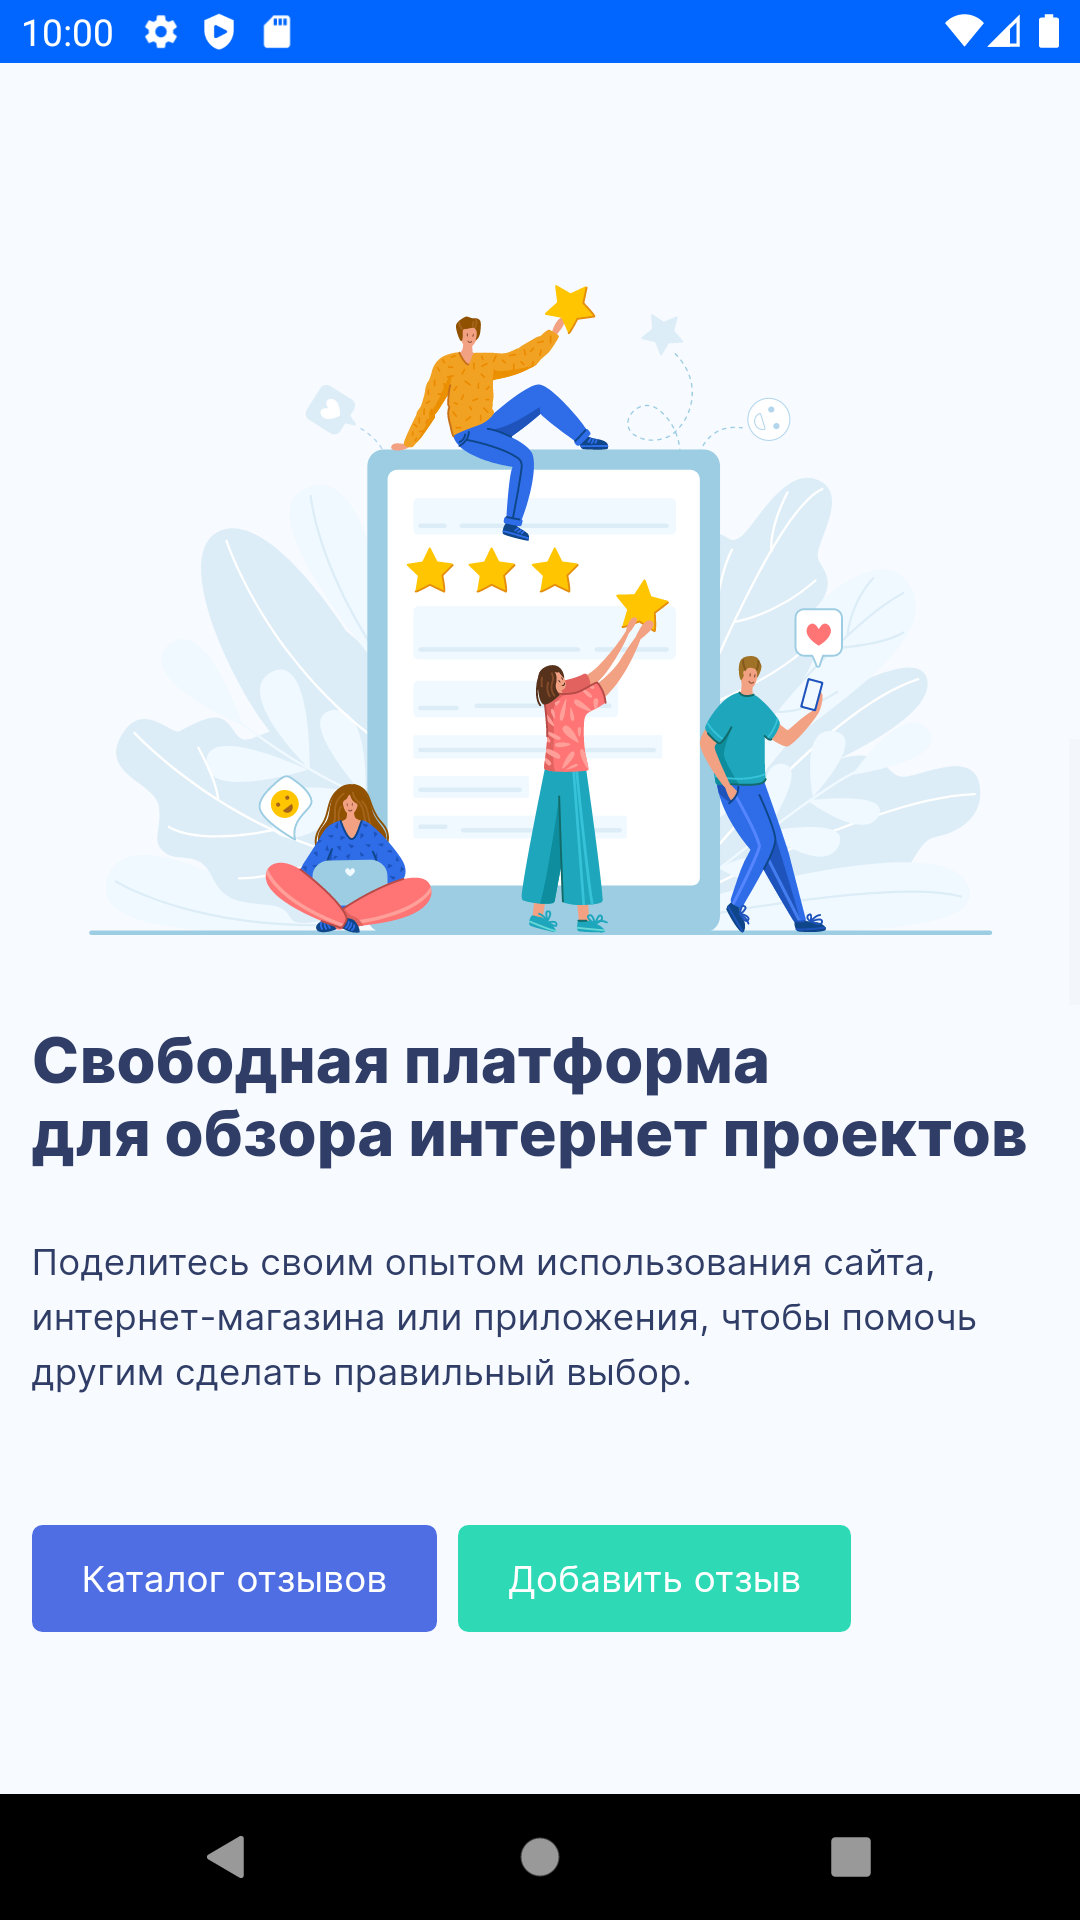 10:00
Свободная платформа
для обзора интернет проектов
Поделитесь своим опытом использования сайта,
интернет-магазина или приложения, чтобы помочь
другим сделать правильный выбор.
Каталог отзывов
Добавить отзыв